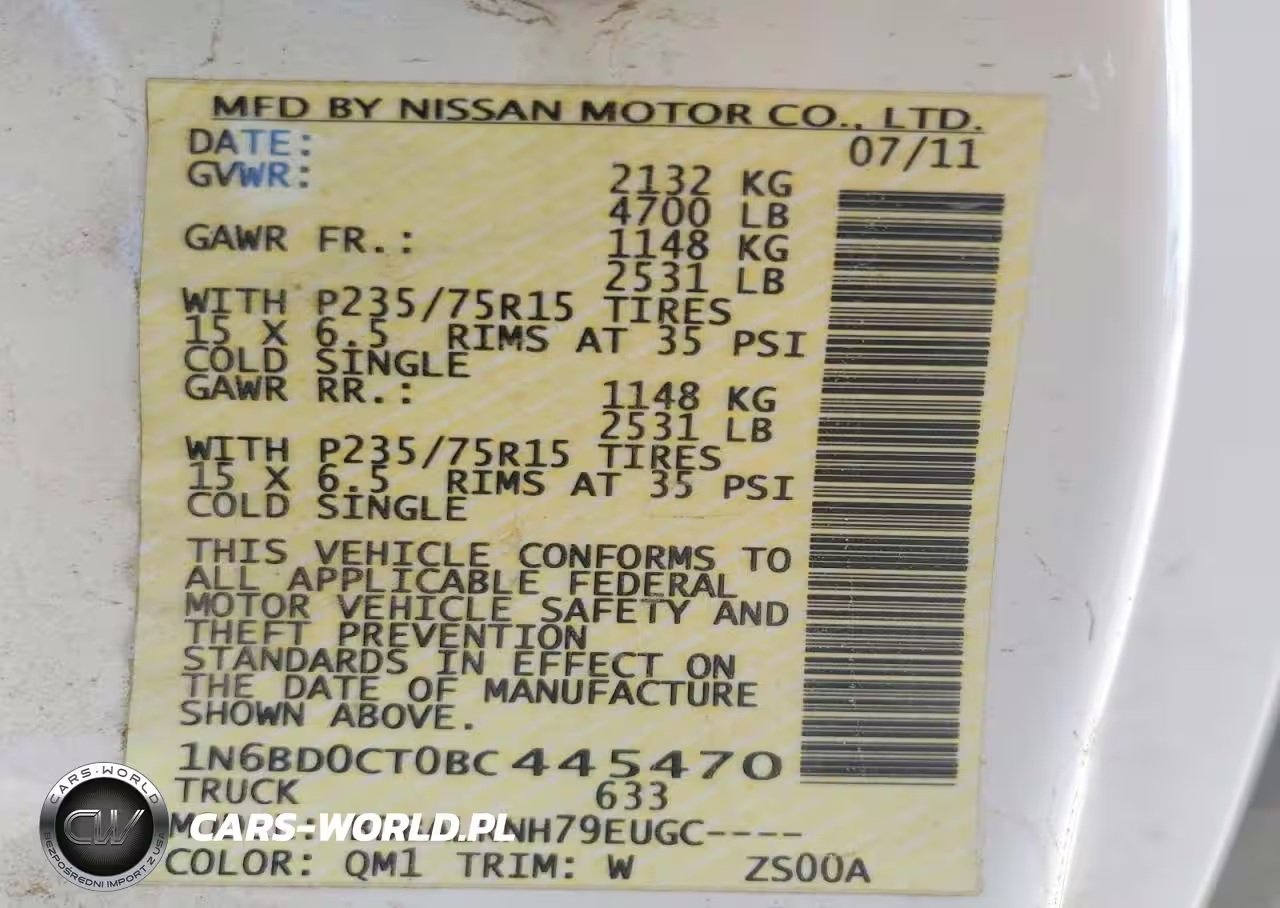 MFD BY NISSAN MOTOR CO., LTD.
DATE: 07/11
GVWR: 2132 KG
4700 LB
GAWR FR.: 1148 KG
2531 LB
WITH P235/75R15 TIRES
15 X 6.5 RIMS AT 35 PSI
COLD SINGLE
GAWR RR.: 1148 KG
2531 LB
WITH P235/75R15 TIRES
15 X 6.5 RIMS AT 35 PSI
COLD SINGLE
THIS VEHICLE CONFORMS TO
ALL APPLICABLE FEDERAL
MOTOR VEHICLE SAFETY AND
THEFT PREVENTION
STANDARDS IN EFFECT ON
THE DATE OF MANUFACTURE
SHOWN ABOVE.
1N6BD0CT0BC445470
TRUCK 633
NH79EUGC----
COLOR: QM1 TRIM: W ZS00A
CARS-WORLD.PL
CARS-WORLD
CW
BEZPOŚREDNI IMPORT Z USA